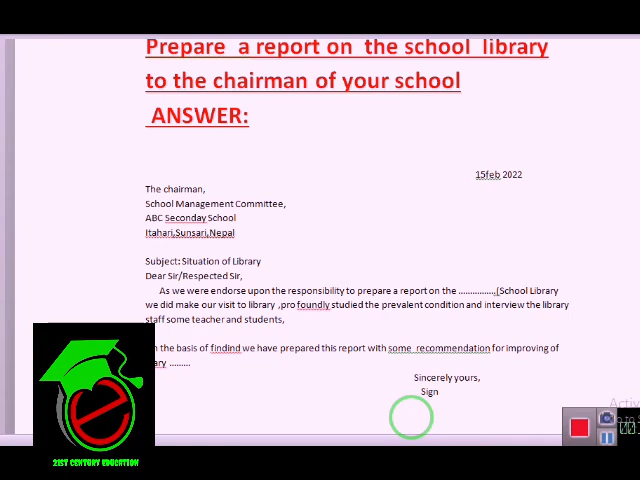 Prepare a report on the school library
to the chairman of your school
ANSWER:
15feb 2022
The chairman,
School Management Committee,
ABC Seconday School
Itahari,Sunsari,Nepal
Subject: Situation of Library
Dear Sir/Respected Sir,
As we were endorse upon the responsibility to prepare a report on the ..............,(School Library
we did make our visit to library ,pro foundly studied the prevalent condition and interview the library
staff some teacher and students,
n the basis of findind we have prepared this report with some recommendation for improving of
rary .........
Sincerely yours,
Sign
Activ
21ST CENTURY EDUCATION